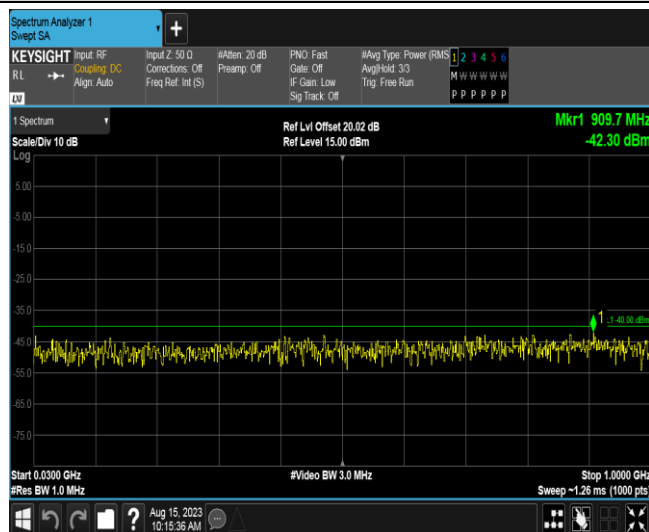 Spectrum Analyzer 1
Swept SA
+
KEYSIGHT
RL
Input: RF
Coupling: DC
Align: Auto
Input Z: 50 Ω
Corrections: Off
Freq Ref: Int (S)
#Atten: 20 dB
Preamp: Off
PNO: Fast
Gate: Off
IF Gain: Low
Sig Track: Off
#Avg Type: Power (RMS
Avg|Hold: 3/3
Trig: Free Run
1 2 3 4 5 6
M W W W W W
P P P P P P
LXI
1 Spectrum
Scale/Div 10 dB
Log
Ref Lvl Offset 20.02 dB
Ref Level 15.00 dBm
Mkr1 909.7 MHz
-42.30 dBm
5.00
-5.00
-15.0
-25.0
-35.0
1
L1 -40.00 dBm
-45.0
-55.0
-65.0
-75.0
Start 0.0300 GHz
#Res BW 1.0 MHz
#Video BW 3.0 MHz
Stop 1.0000 GHz
Sweep ~1.26 ms (1000 pts)
?
Aug 15, 2023
10:15:36 AM